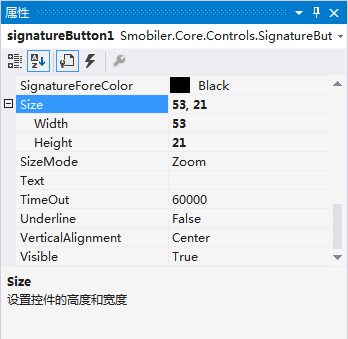 属性
signatureButton1 Smobiler.Core.Controls.SignatureBut
SignatureForeColor Black
Size 53, 21
Width 53
Height 21
SizeMode Zoom
Text
TimeOut 60000
Underline False
VerticalAlignment Center
Visible True
Size
设置控件的高度和宽度